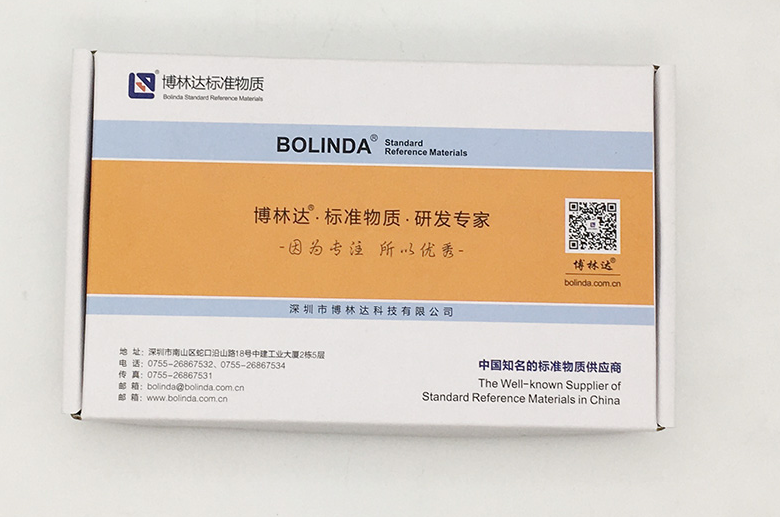 博林达标准物质
Bolinda Standard Reference Materials
BOLINDA® Standard
Reference Materials
博林达®·标准物质·研发专家
-因为专注 所以优秀-
博林达®
bolinda.com.cn
深圳市博林达科技有限公司
地 址：深圳市南山区蛇口沿山路18号中建工业大厦2栋5层
电 话：0755-26867532、0755-26867534
传 真：0755-26867531
邮 箱：bolinda@bolinda.com.cn
邮 箱：www.bolinda.com.cn
中国知名的标准物质供应商
The Well-known Supplier of
Standard Reference Materials in China